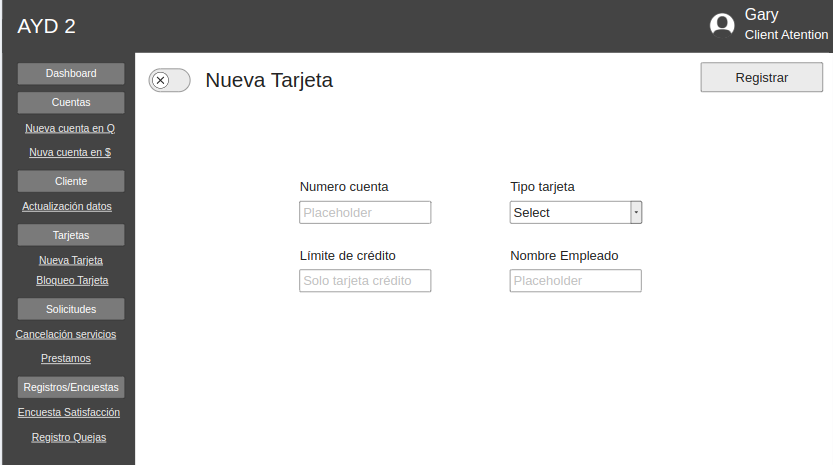 AYD 2
Gary
Client Atention
Dashboard
Cuentas
Nueva cuenta en Q
Nuva cuenta en $
Cliente
Actualización datos
Tarjetas
Nueva Tarjeta
Bloqueo Tarjeta
Solicitudes
Cancelación servicios
Prestamos
Registros/Encuestas
Encuesta Satisfacción
Registro Quejas
Nueva Tarjeta
Registrar
Numero cuenta
Placeholder
Tipo tarjeta
Select
Límite de crédito
Solo tarjeta crédito
Nombre Empleado
Placeholder